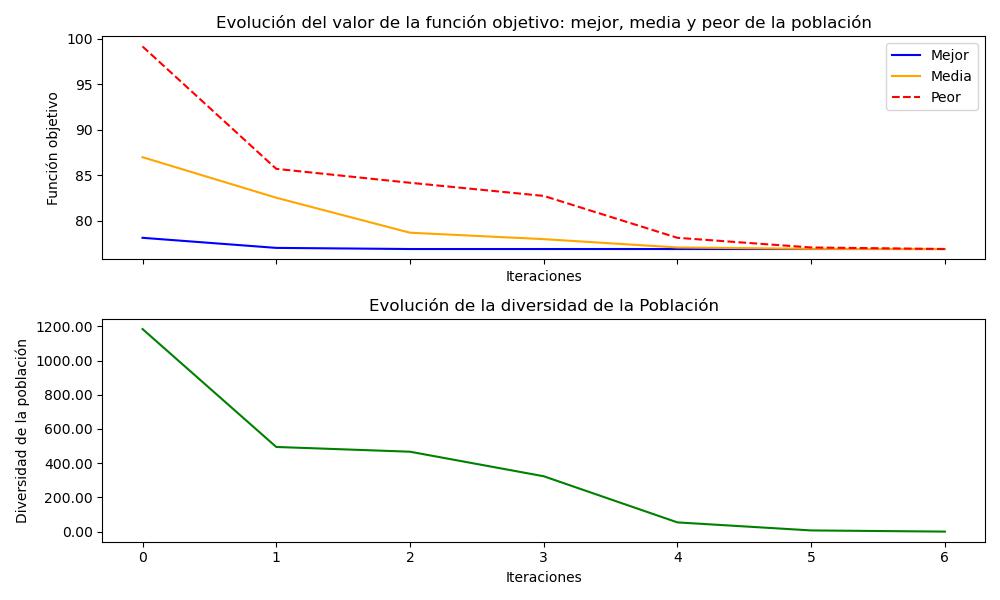 Evolución del valor de la función objetivo: mejor, media y peor de la población
100
95
90
85
80
Función objetivo
Mejor
Media
Peor
Iteraciones
Evolución de la diversidad de la Población
1200.00
1000.00
800.00
600.00
400.00
200.00
0.00
Diversidad de la población
0 1 2 3 4 5 6
Iteraciones